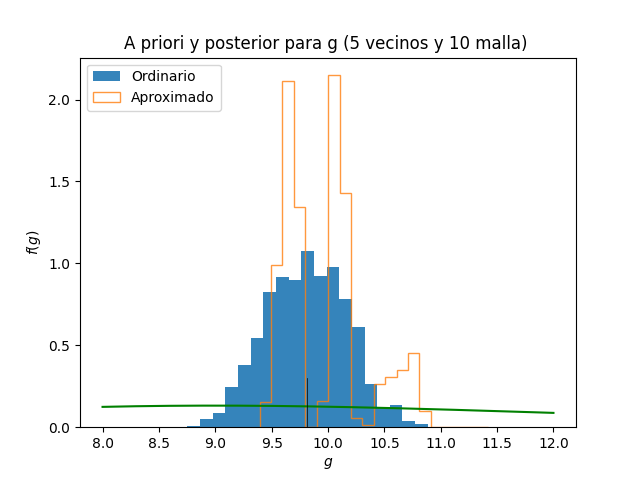 A priori y posterior para g (5 vecinos y 10 malla)
Ordinario
Aproximado
2.0
1.5
1.0
0.5
0.0
f(g)
8.0 8.5 9.0 9.5 10.0 10.5 11.0 11.5 12.0
g